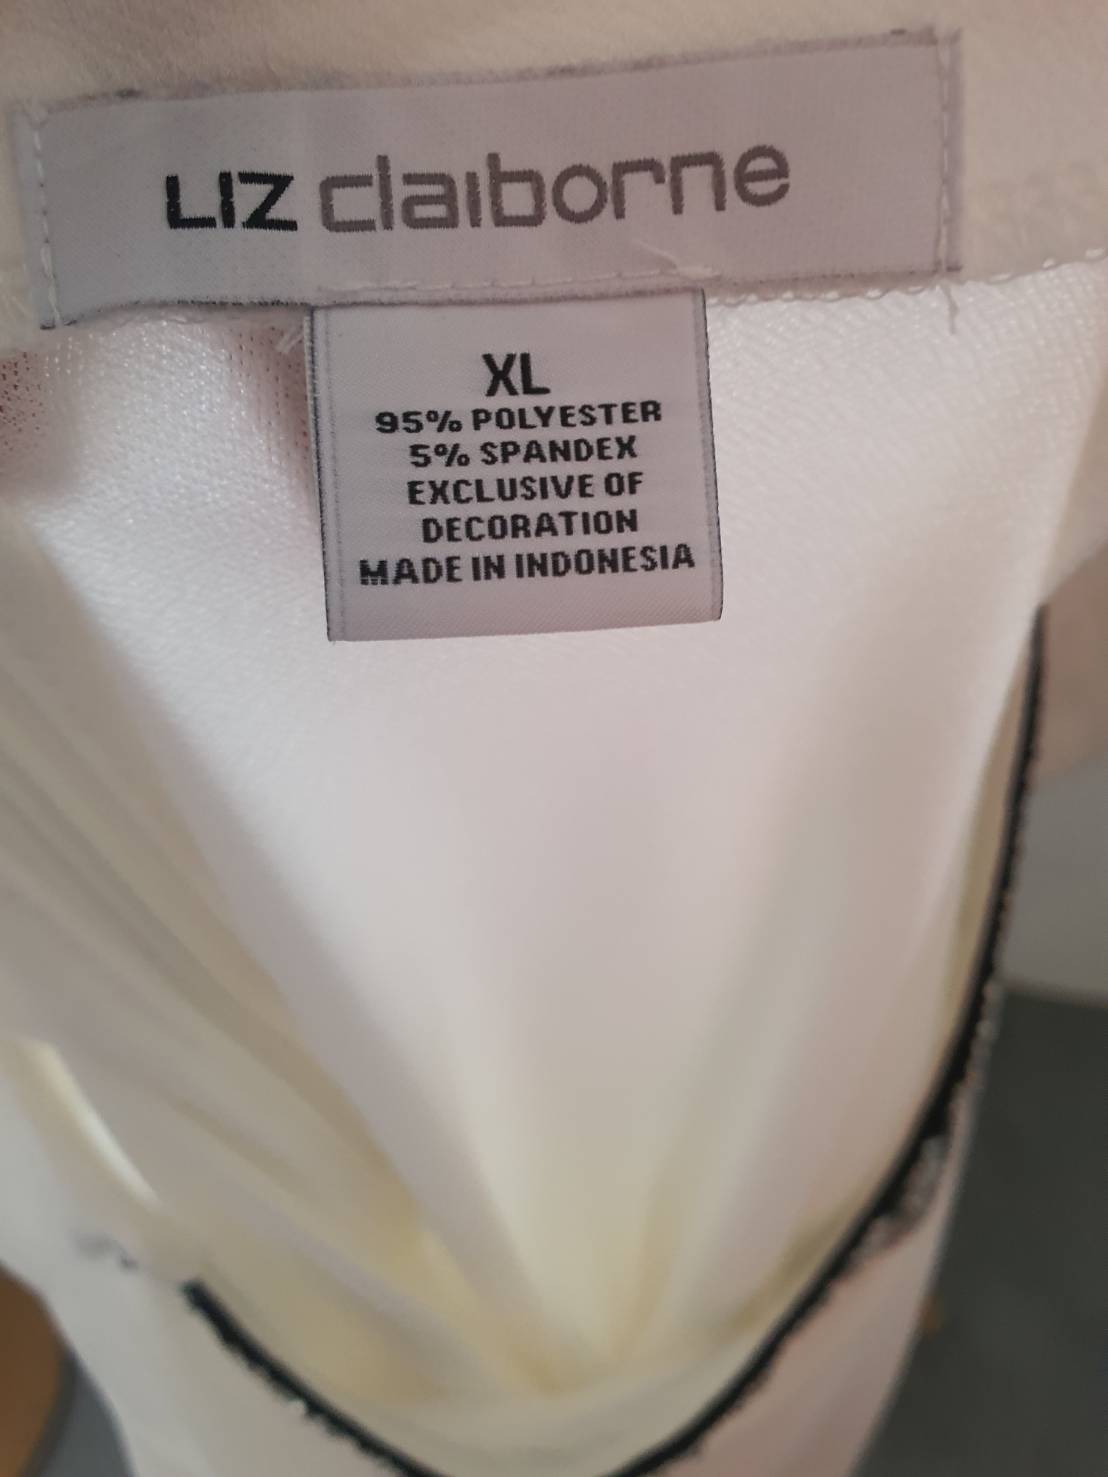 LIZ claiborne
XL
95% POLYESTER
5% SPANDEX
EXCLUSIVE OF
DECORATION
MADE IN INDONESIA